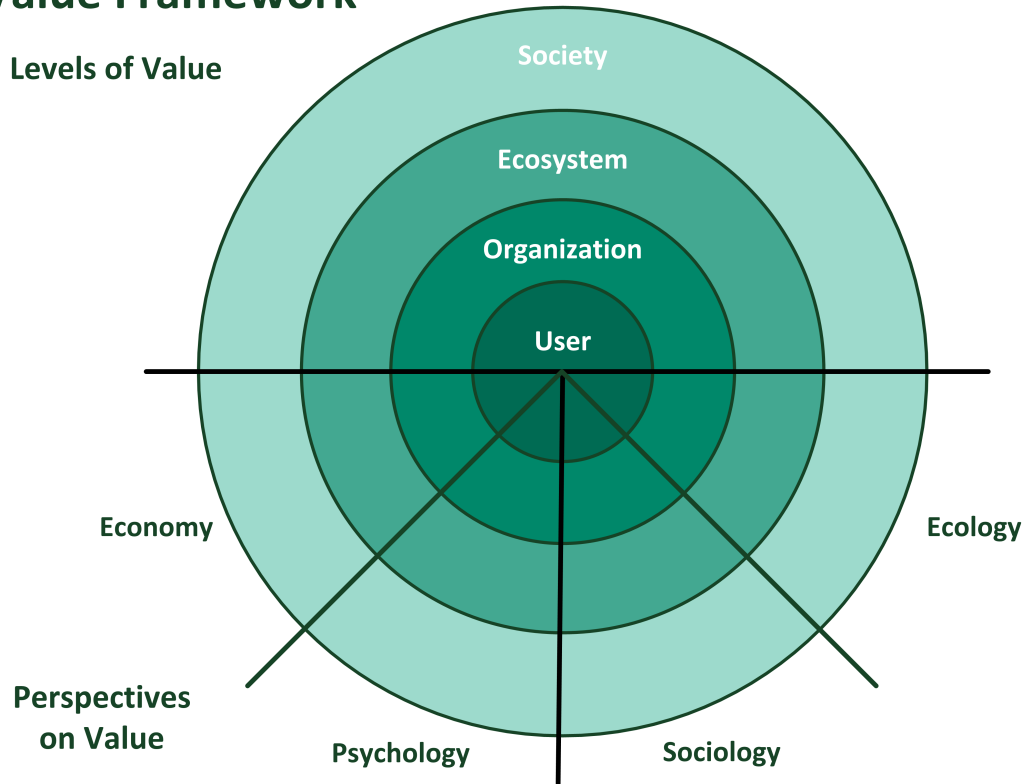 Value Framework
Levels of Value
Society
Ecosystem
Organization
User
Economy
Ecology
Perspectives
on Value
Psychology
Sociology